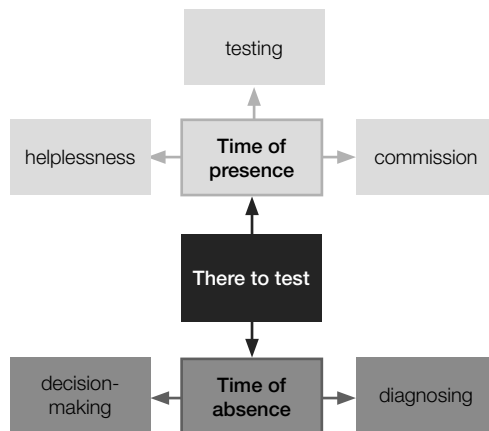 testing
helplessness
Time of
presence
commission
There to test
decision-
making
Time of
absence
diagnosing